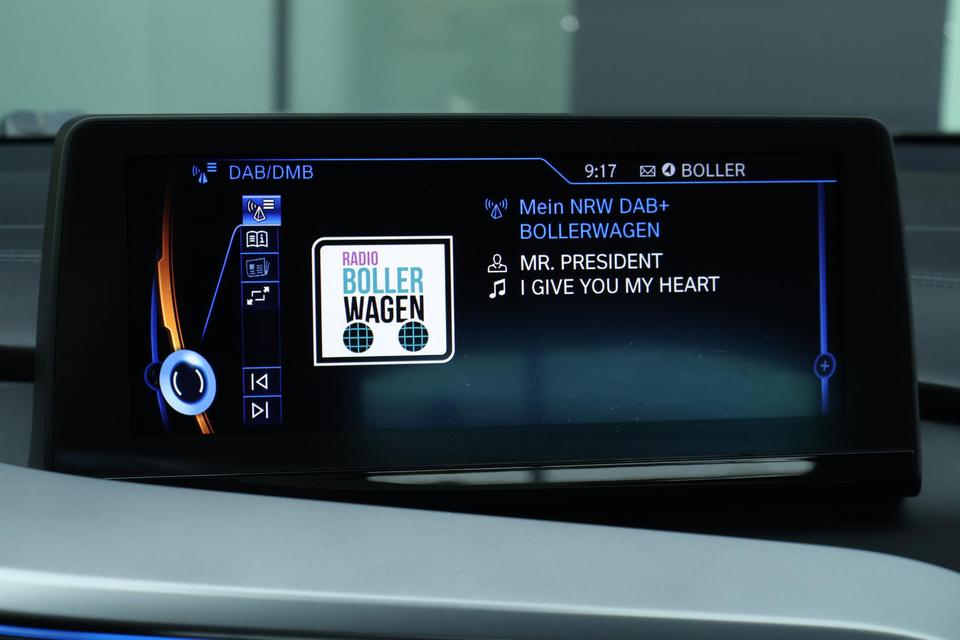 DAB/DMB
9:17
BOLLER
Mein NRW DAB+
BOLLERWAGEN
MR. PRESIDENT
I GIVE YOU MY HEART
RADIO
BOLLER
WAGEN